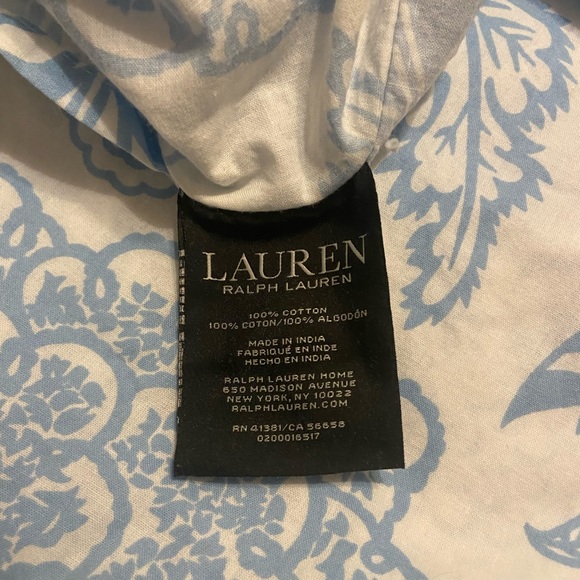 LAUREN
RALPH LAUREN
100% COTTON
100% COTON/100% ALGODÓN
MADE IN INDIA
FABRIQUÉ EN INDE
HECHO EN INDIA
RALPH LAUREN HOME
650 MADISON AVENUE
NEW YORK, NY 10022
RALPHLAUREN.COM
RN 41381/CA 56658
0200016517